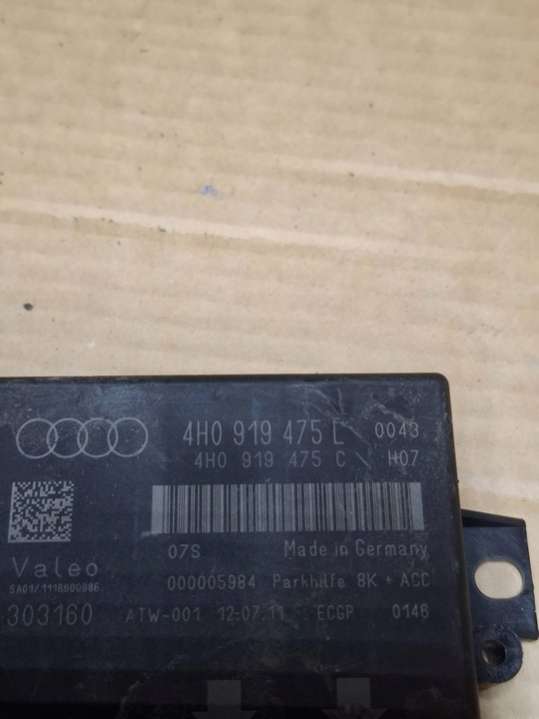 4H0 919 475 L 0043
4H0 919 475 C H07
07S Made in Germany
Valeo
000005984 Parkhilfe 8K + ACC
303160 ATW-001 12.07.11 ECGP 0146